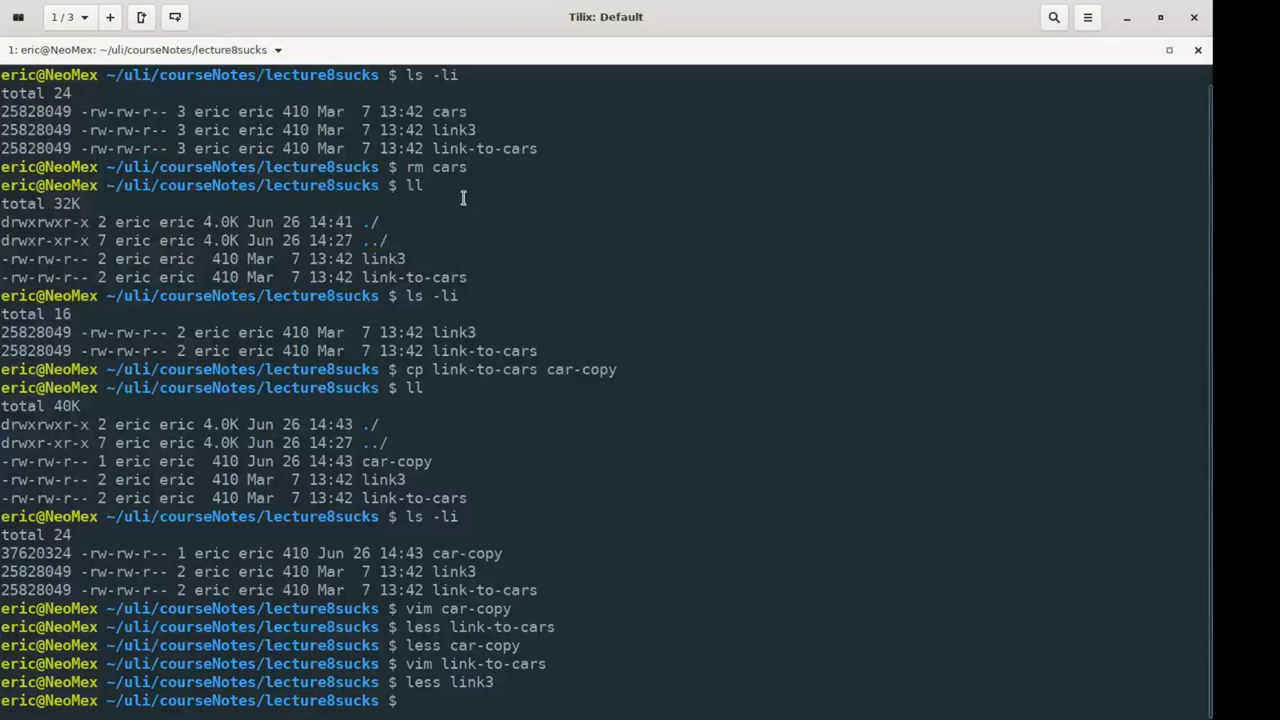 1 / 3
Tilix: Default
1: eric@NeoMex: ~/uli/courseNotes/lecture8sucks
eric@NeoMex ~/uli/courseNotes/lecture8sucks $ ls -li
total 24
25828049 -rw-rw-r-- 3 eric eric 410 Mar  7 13:42 cars
25828049 -rw-rw-r-- 3 eric eric 410 Mar  7 13:42 link3
25828049 -rw-rw-r-- 3 eric eric 410 Mar  7 13:42 link-to-cars
eric@NeoMex ~/uli/courseNotes/lecture8sucks $ rm cars
eric@NeoMex ~/uli/courseNotes/lecture8sucks $ ll
total 32K
drwxrwxr-x 2 eric eric 4.0K Jun 26 14:41 ./
drwxr-xr-x 7 eric eric 4.0K Jun 26 14:27 ../
-rw-rw-r-- 2 eric eric  410 Mar  7 13:42 link3
-rw-rw-r-- 2 eric eric  410 Mar  7 13:42 link-to-cars
eric@NeoMex ~/uli/courseNotes/lecture8sucks $ ls -li
total 16
25828049 -rw-rw-r-- 2 eric eric 410 Mar  7 13:42 link3
25828049 -rw-rw-r-- 2 eric eric 410 Mar  7 13:42 link-to-cars
eric@NeoMex ~/uli/courseNotes/lecture8sucks $ cp link-to-cars car-copy
eric@NeoMex ~/uli/courseNotes/lecture8sucks $ ll
total 40K
drwxrwxr-x 2 eric eric 4.0K Jun 26 14:43 ./
drwxr-xr-x 7 eric eric 4.0K Jun 26 14:27 ../
-rw-rw-r-- 1 eric eric  410 Jun 26 14:43 car-copy
-rw-rw-r-- 2 eric eric  410 Mar  7 13:42 link3
-rw-rw-r-- 2 eric eric  410 Mar  7 13:42 link-to-cars
eric@NeoMex ~/uli/courseNotes/lecture8sucks $ ls -li
total 24
37620324 -rw-rw-r-- 1 eric eric 410 Jun 26 14:43 car-copy
25828049 -rw-rw-r-- 2 eric eric 410 Mar  7 13:42 link3
25828049 -rw-rw-r-- 2 eric eric 410 Mar  7 13:42 link-to-cars
eric@NeoMex ~/uli/courseNotes/lecture8sucks $ vim car-copy
eric@NeoMex ~/uli/courseNotes/lecture8sucks $ less link-to-cars
eric@NeoMex ~/uli/courseNotes/lecture8sucks $ less car-copy
eric@NeoMex ~/uli/courseNotes/lecture8sucks $ vim link-to-cars
eric@NeoMex ~/uli/courseNotes/lecture8sucks $ less link3
eric@NeoMex ~/uli/courseNotes/lecture8sucks $